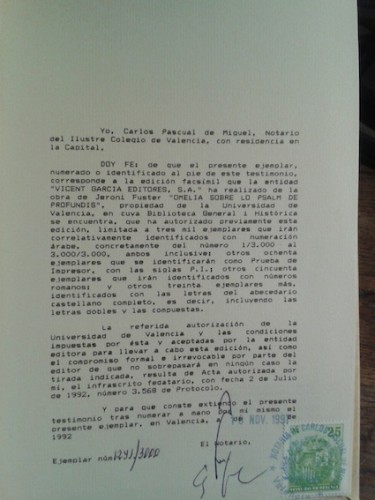 Yo, Carlos Pascual de Miguel, Notario
del Ilustre Colegio de Valencia, con residencia en
la Capital,
DOY FE: de que el presente ejemplar,
numerado o identificado al pie de este testimonio,
corresponde a la edición facsímil que la entidad
"VICENT GARCIA EDITORES, S.A." ha realizado de la
obra de Jeroni Fuster "OMELIA SOBRE LO PSALM DE
PROFUNDIS", propiedad de la Universidad de
Valencia, en cuya Biblioteca General i Histórica
se encuentra, que ha autorizado previamente esta
edición, limitada a tres mil ejemplares que irán
correlativamente identificados con numeración
árabe, concretamente del número 1/3.000 al
3.000/3.000, ambos inclusive; otros ochenta
ejemplares que se identificarán como Prueba de
Impresor, con las siglas P.I.; otros cincuenta
ejemplares que irán identificados con números
romanos; y otros treinta ejemplares más,
identificados con las letras del abecedario
castellano completo, es decir, incluyendo las
letras dobles y las compuestas.
La referida autorización de la
Universidad de Valencia y las condiciones
impuestas por ésta y aceptadas por la entidad
editora para llevar a cabo esta edición, así como
el compromiso formal e irrevocable por parte del
editor de que no sobrepasará en ningún caso la
tirada indicada, resulta de Acta autorizada por
mí, el infrascrito fedatario, con fecha 2 de Julio
de 1992, número 3.568 de Protocolo.
Y para que conste extiendo el presente
testimonio tras numerar a mano por mí mismo el
presente ejemplar, en Valencia, NOV. 199
1992
El Notario,
Ejemplar núm. /3000
25